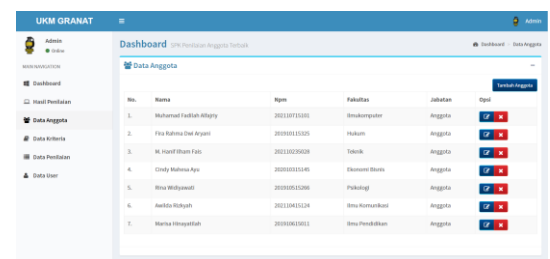 UKM GRANAT
Admin
Admin
Online
MAIN NAVIGATION
Dashboard
Hasil Penilaian
Data Anggota
Data Kriteria
Data Penilaian
Data User
Dashboard SPK Penilaian Anggota Terbaik
Dashboard > Data Anggota
Data Anggota
Tambah Anggota
No. Nama Npm Fakultas Jabatan Opsi
1. Muhamad Fadilah Alfajriy 202110715101 Ilmukomputer Anggota
2. Fira Rahma Dwi Aryani 201910115325 Hukum Anggota
3. M. Hanif Ilham Fais 202110235028 Teknik Anggota
4. Cindy Mahesa Ayu 202010315145 Ekonomi Bisnis Anggota
5. Rina Widiyawati 201910515266 Psikologi Anggota
6. Awilda Rizkyah 202110415124 Ilmu Komunikasi Anggota
7. Marisa Hinayatilah 201910615011 Ilmu Pendidikan Anggota